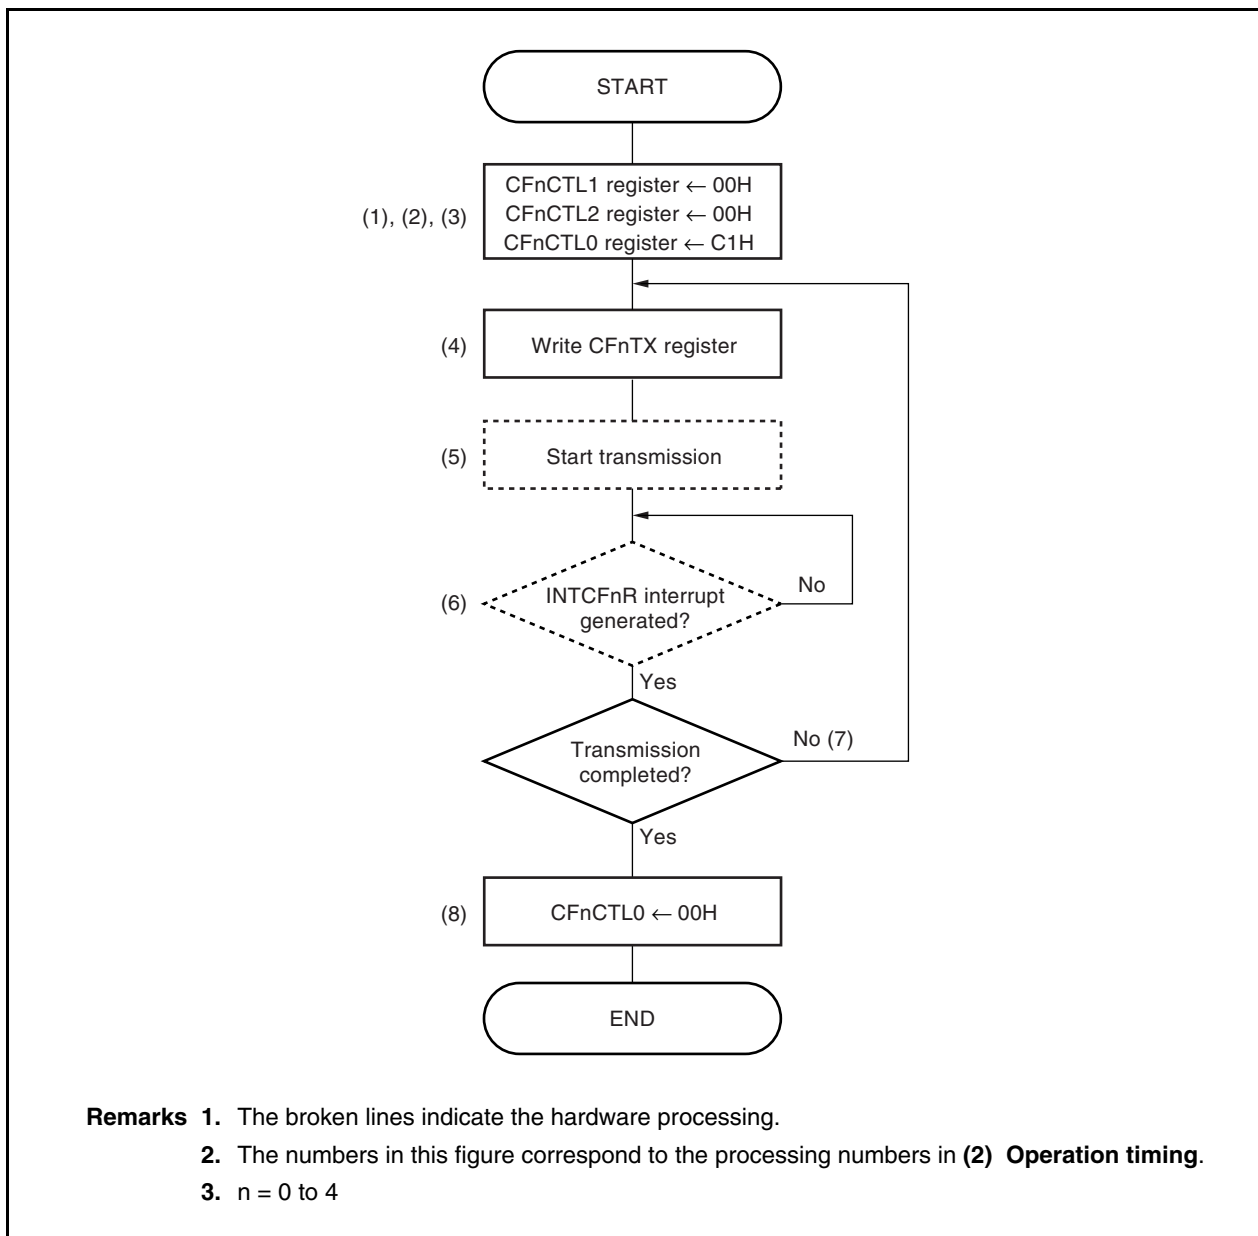 START
CFnCTL1 register ← 00H
(1), (2), (3)
CFnCTL2 register ← 00H
CFnCTL0 register ← C1H
(4)
Write CFnTX register
(5)
Start transmission
(6)
INTCFnR interrupt
generated?
No
Yes
Transmission
completed?
No (7)
Yes
(8)
CFnCTL0 ← 00H
END
Remarks 1. The broken lines indicate the hardware processing.
2. The numbers in this figure correspond to the processing numbers in (2) Operation timing.
3. n = 0 to 4